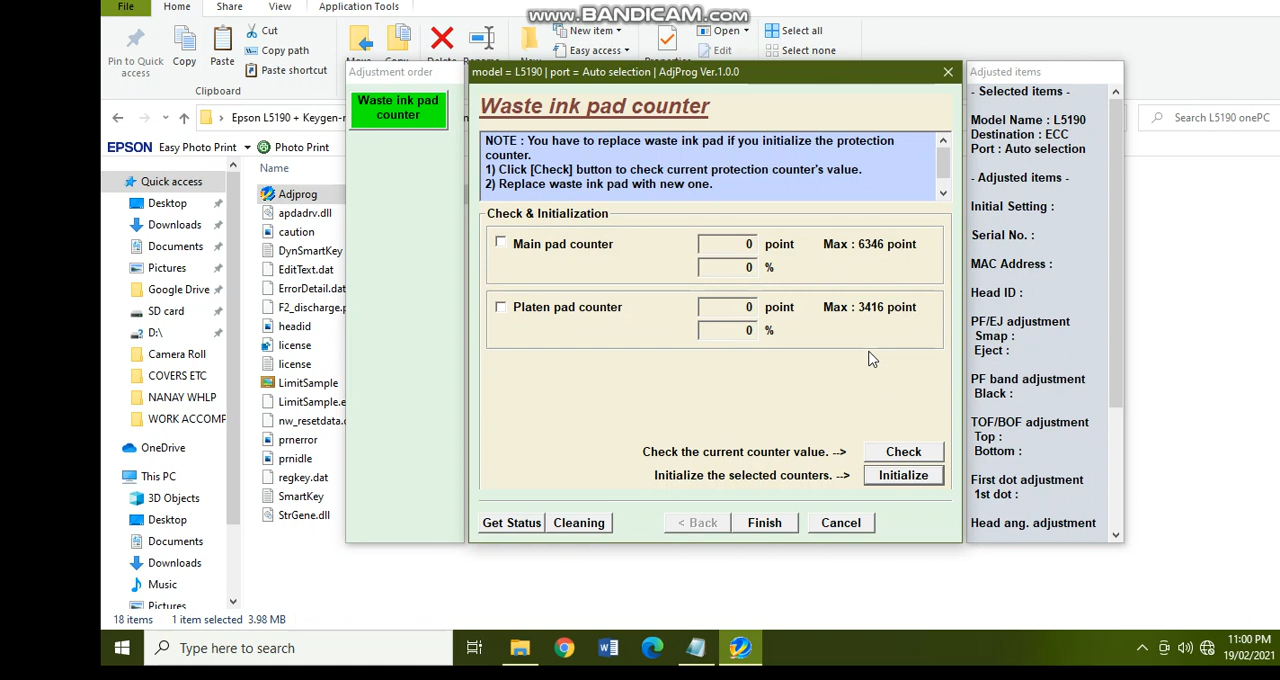 www.BANDICAM.com
File
Home
Share
View
Application Tools
Pin to Quick
access
Copy
Paste
Cut
Copy path
Paste shortcut
Clipboard
New item
Easy access
Open
Edit
Select all
Select none
Epson L5190 + Keygen-
Search L5190 onePC
EPSON Easy Photo Print
Photo Print
Quick access
Desktop
Downloads
Documents
Pictures
Google Drive
SD card
D:\
Camera Roll
COVERS ETC
NANAY WHLP
WORK ACCOMP
OneDrive
This PC
3D Objects
Desktop
Documents
Downloads
Music
Pictures
Name
Adjprog
apdadrv.dll
caution
DynSmartKey
EditText.dat
ErrorDetail.dat
F2_discharge.p
headid
license
license
LimitSample
LimitSample.e
nw_resetdata.
prnerror
prnidle
regkey.dat
SmartKey
StrGene.dll
18 items
1 item selected 3.98 MB
Adjustment order
Waste ink pad
counter
model = L5190 | port = Auto selection | AdjProg Ver.1.0.0
Waste ink pad counter
NOTE : You have to replace waste ink pad if you initialize the protection
counter.
1) Click [Check] button to check current protection counter's value.
2) Replace waste ink pad with new one.
Check & Initialization
Main pad counter
0 point Max : 6346 point
0 %
Platen pad counter
0 point Max : 3416 point
0 %
Check the current counter value. -->
Check
Initialize the selected counters. -->
Initialize
Get Status
Cleaning
< Back
Finish
Cancel
Adjusted items
- Selected items -
Model Name : L5190
Destination : ECC
Port : Auto selection
- Adjusted items -
Initial Setting :
Serial No. :
MAC Address :
Head ID :
PF/EJ adjustment
Smap :
Eject :
PF band adjustment
Black :
TOF/BOF adjustment
Top :
Bottom :
First dot adjustment
1st dot :
Head ang. adjustment
Type here to search
11:00 PM
19/02/2021